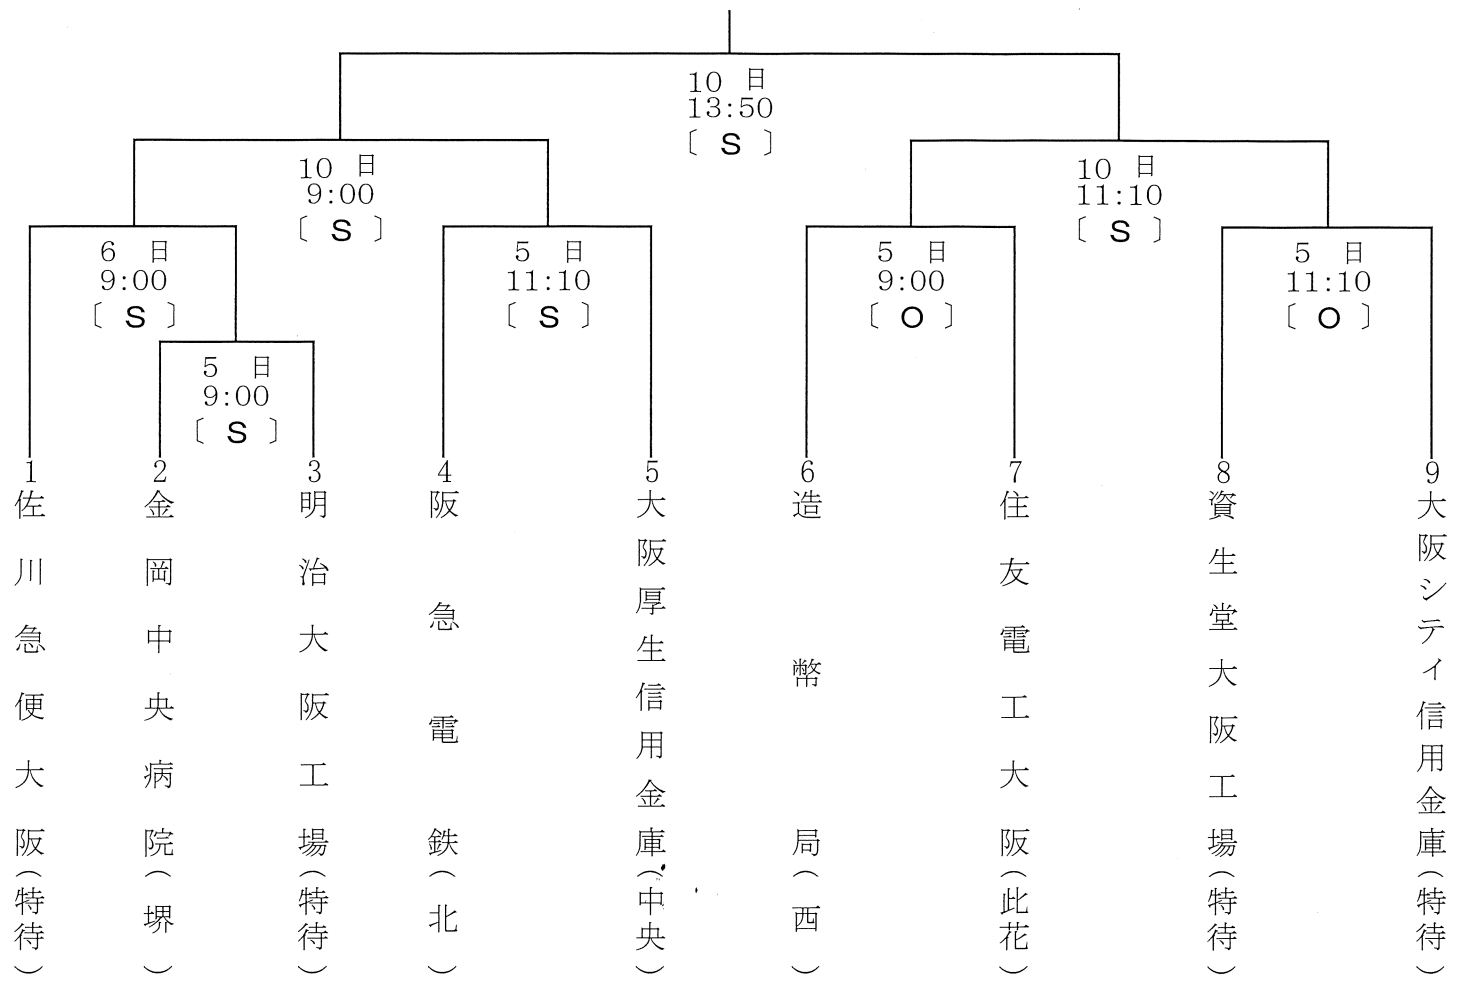 10 日
13:50
〔 S 〕
10 日
9:00
〔 S 〕
10 日
11:10
〔 S 〕
6 日
9:00
〔 S 〕
5 日
11:10
〔 S 〕
5 日
9:00
〔 O 〕
5 日
11:10
〔 O 〕
5 日
9:00
〔 S 〕
1
佐川急便大阪(特待)
2
金岡中央病院(堺)
3
明治大阪工場(特待)
4
阪急電鉄(北)
5
大阪厚生信用金庫(中央)
6
造幣局(西)
7
住友電工大阪(此花)
8
資生堂大阪工場(特待)
9
大阪シティ信用金庫(特待)